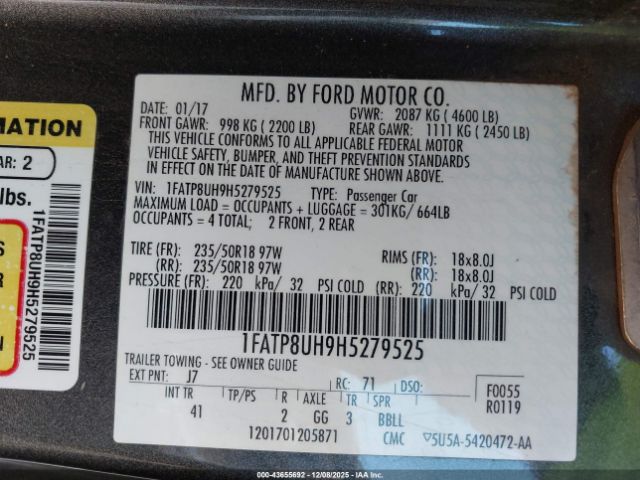 MFD. BY FORD MOTOR CO.
DATE: 01/17 GVWR: 2087 KG ( 4600 LB)
FRONT GAWR: 998 KG ( 2200 LB) REAR GAWR: 1111 KG ( 2450 LB)
THIS VEHICLE CONFORMS TO ALL APPLICABLE FEDERAL MOTOR
VEHICLE SAFETY, BUMPER, AND THEFT PREVENTION STANDARDS
IN EFFECT ON THE DATE OF MANUFACTURE SHOWN ABOVE.
VIN: 1FATP8UH9H5279525 TYPE: Passenger Car
MAXIMUM LOAD = OCCUPANTS + LUGGAGE = 301KG/ 664LB
OCCUPANTS = 4 TOTAL; 2 FRONT, 2 REAR
TIRE (FR): 235/50R18 97W RIMS (FR): 18x8.0J
(RR): 235/50R18 97W (RR): 18x8.0J
PRESSURE (FR): 220 kPa/ 32 PSI COLD (RR): 220 kPa/ 32 PSI COLD
1FATP8UH9H5279525
TRAILER TOWING - SEE OWNER GUIDE
EXT PNT: J7 RC: 71 DSO: F0055
R0119
INT TR TP/PS R AXLE TR SPR
41 2 GG 3 BBLL
1201701205871 CMC ▽5U5A-5420472-AA
MATION
AR: 2
lbs.
S
R
N
1FATP8UH9H5279525
000-43655692 - 12/08/2025 - IAAI.COM